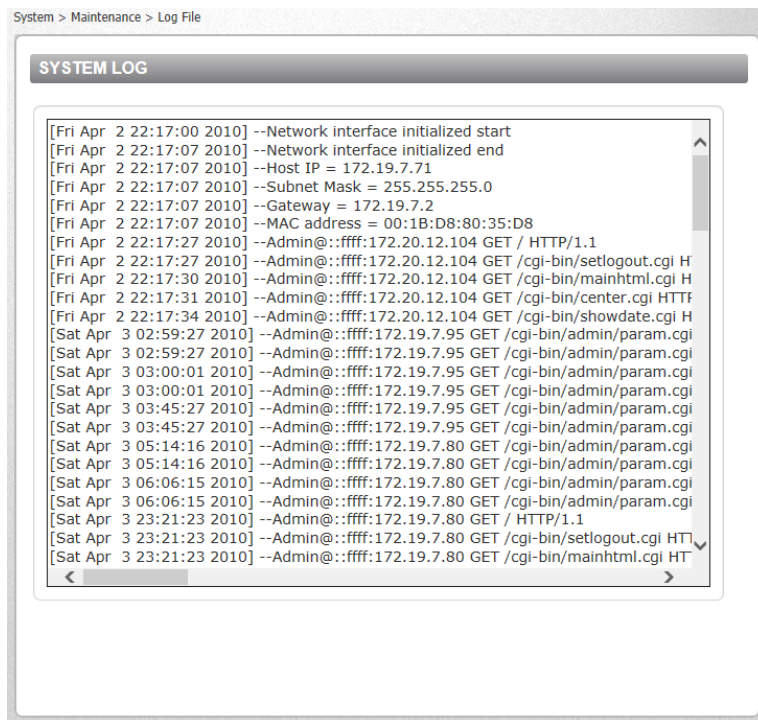 System > Maintenance > Log File
SYSTEM LOG
[Fri Apr  2 22:17:00 2010] --Network interface initialized start
[Fri Apr  2 22:17:07 2010] --Network interface initialized end
[Fri Apr  2 22:17:07 2010] --Host IP = 172.19.7.71
[Fri Apr  2 22:17:07 2010] --Subnet Mask = 255.255.255.0
[Fri Apr  2 22:17:07 2010] --Gateway = 172.19.7.2
[Fri Apr  2 22:17:07 2010] --MAC address = 00:1B:D8:80:35:D8
[Fri Apr  2 22:17:27 2010] --Admin@::ffff:172.20.12.104 GET / HTTP/1.1
[Fri Apr  2 22:17:27 2010] --Admin@::ffff:172.20.12.104 GET /cgi-bin/setlogout.cgi H
[Fri Apr  2 22:17:30 2010] --Admin@::ffff:172.20.12.104 GET /cgi-bin/mainhtml.cgi H
[Fri Apr  2 22:17:31 2010] --Admin@::ffff:172.20.12.104 GET /cgi-bin/center.cgi HTTP
[Fri Apr  2 22:17:34 2010] --Admin@::ffff:172.20.12.104 GET /cgi-bin/showdate.cgi H
[Sat Apr  3 02:59:27 2010] --Admin@::ffff:172.19.7.95 GET /cgi-bin/admin/param.cgi
[Sat Apr  3 02:59:27 2010] --Admin@::ffff:172.19.7.95 GET /cgi-bin/admin/param.cgi
[Sat Apr  3 03:00:01 2010] --Admin@::ffff:172.19.7.95 GET /cgi-bin/admin/param.cgi
[Sat Apr  3 03:00:01 2010] --Admin@::ffff:172.19.7.95 GET /cgi-bin/admin/param.cgi
[Sat Apr  3 03:45:27 2010] --Admin@::ffff:172.19.7.95 GET /cgi-bin/admin/param.cgi
[Sat Apr  3 03:45:27 2010] --Admin@::ffff:172.19.7.95 GET /cgi-bin/admin/param.cgi
[Sat Apr  3 05:14:16 2010] --Admin@::ffff:172.19.7.80 GET /cgi-bin/admin/param.cgi
[Sat Apr  3 05:14:16 2010] --Admin@::ffff:172.19.7.80 GET /cgi-bin/admin/param.cgi
[Sat Apr  3 06:06:15 2010] --Admin@::ffff:172.19.7.80 GET /cgi-bin/admin/param.cgi
[Sat Apr  3 06:06:15 2010] --Admin@::ffff:172.19.7.80 GET /cgi-bin/admin/param.cgi
[Sat Apr  3 23:21:23 2010] --Admin@::ffff:172.19.7.80 GET / HTTP/1.1
[Sat Apr  3 23:21:23 2010] --Admin@::ffff:172.19.7.80 GET /cgi-bin/setlogout.cgi HTT
[Sat Apr  3 23:21:23 2010] --Admin@::ffff:172.19.7.80 GET /cgi-bin/mainhtml.cgi HT